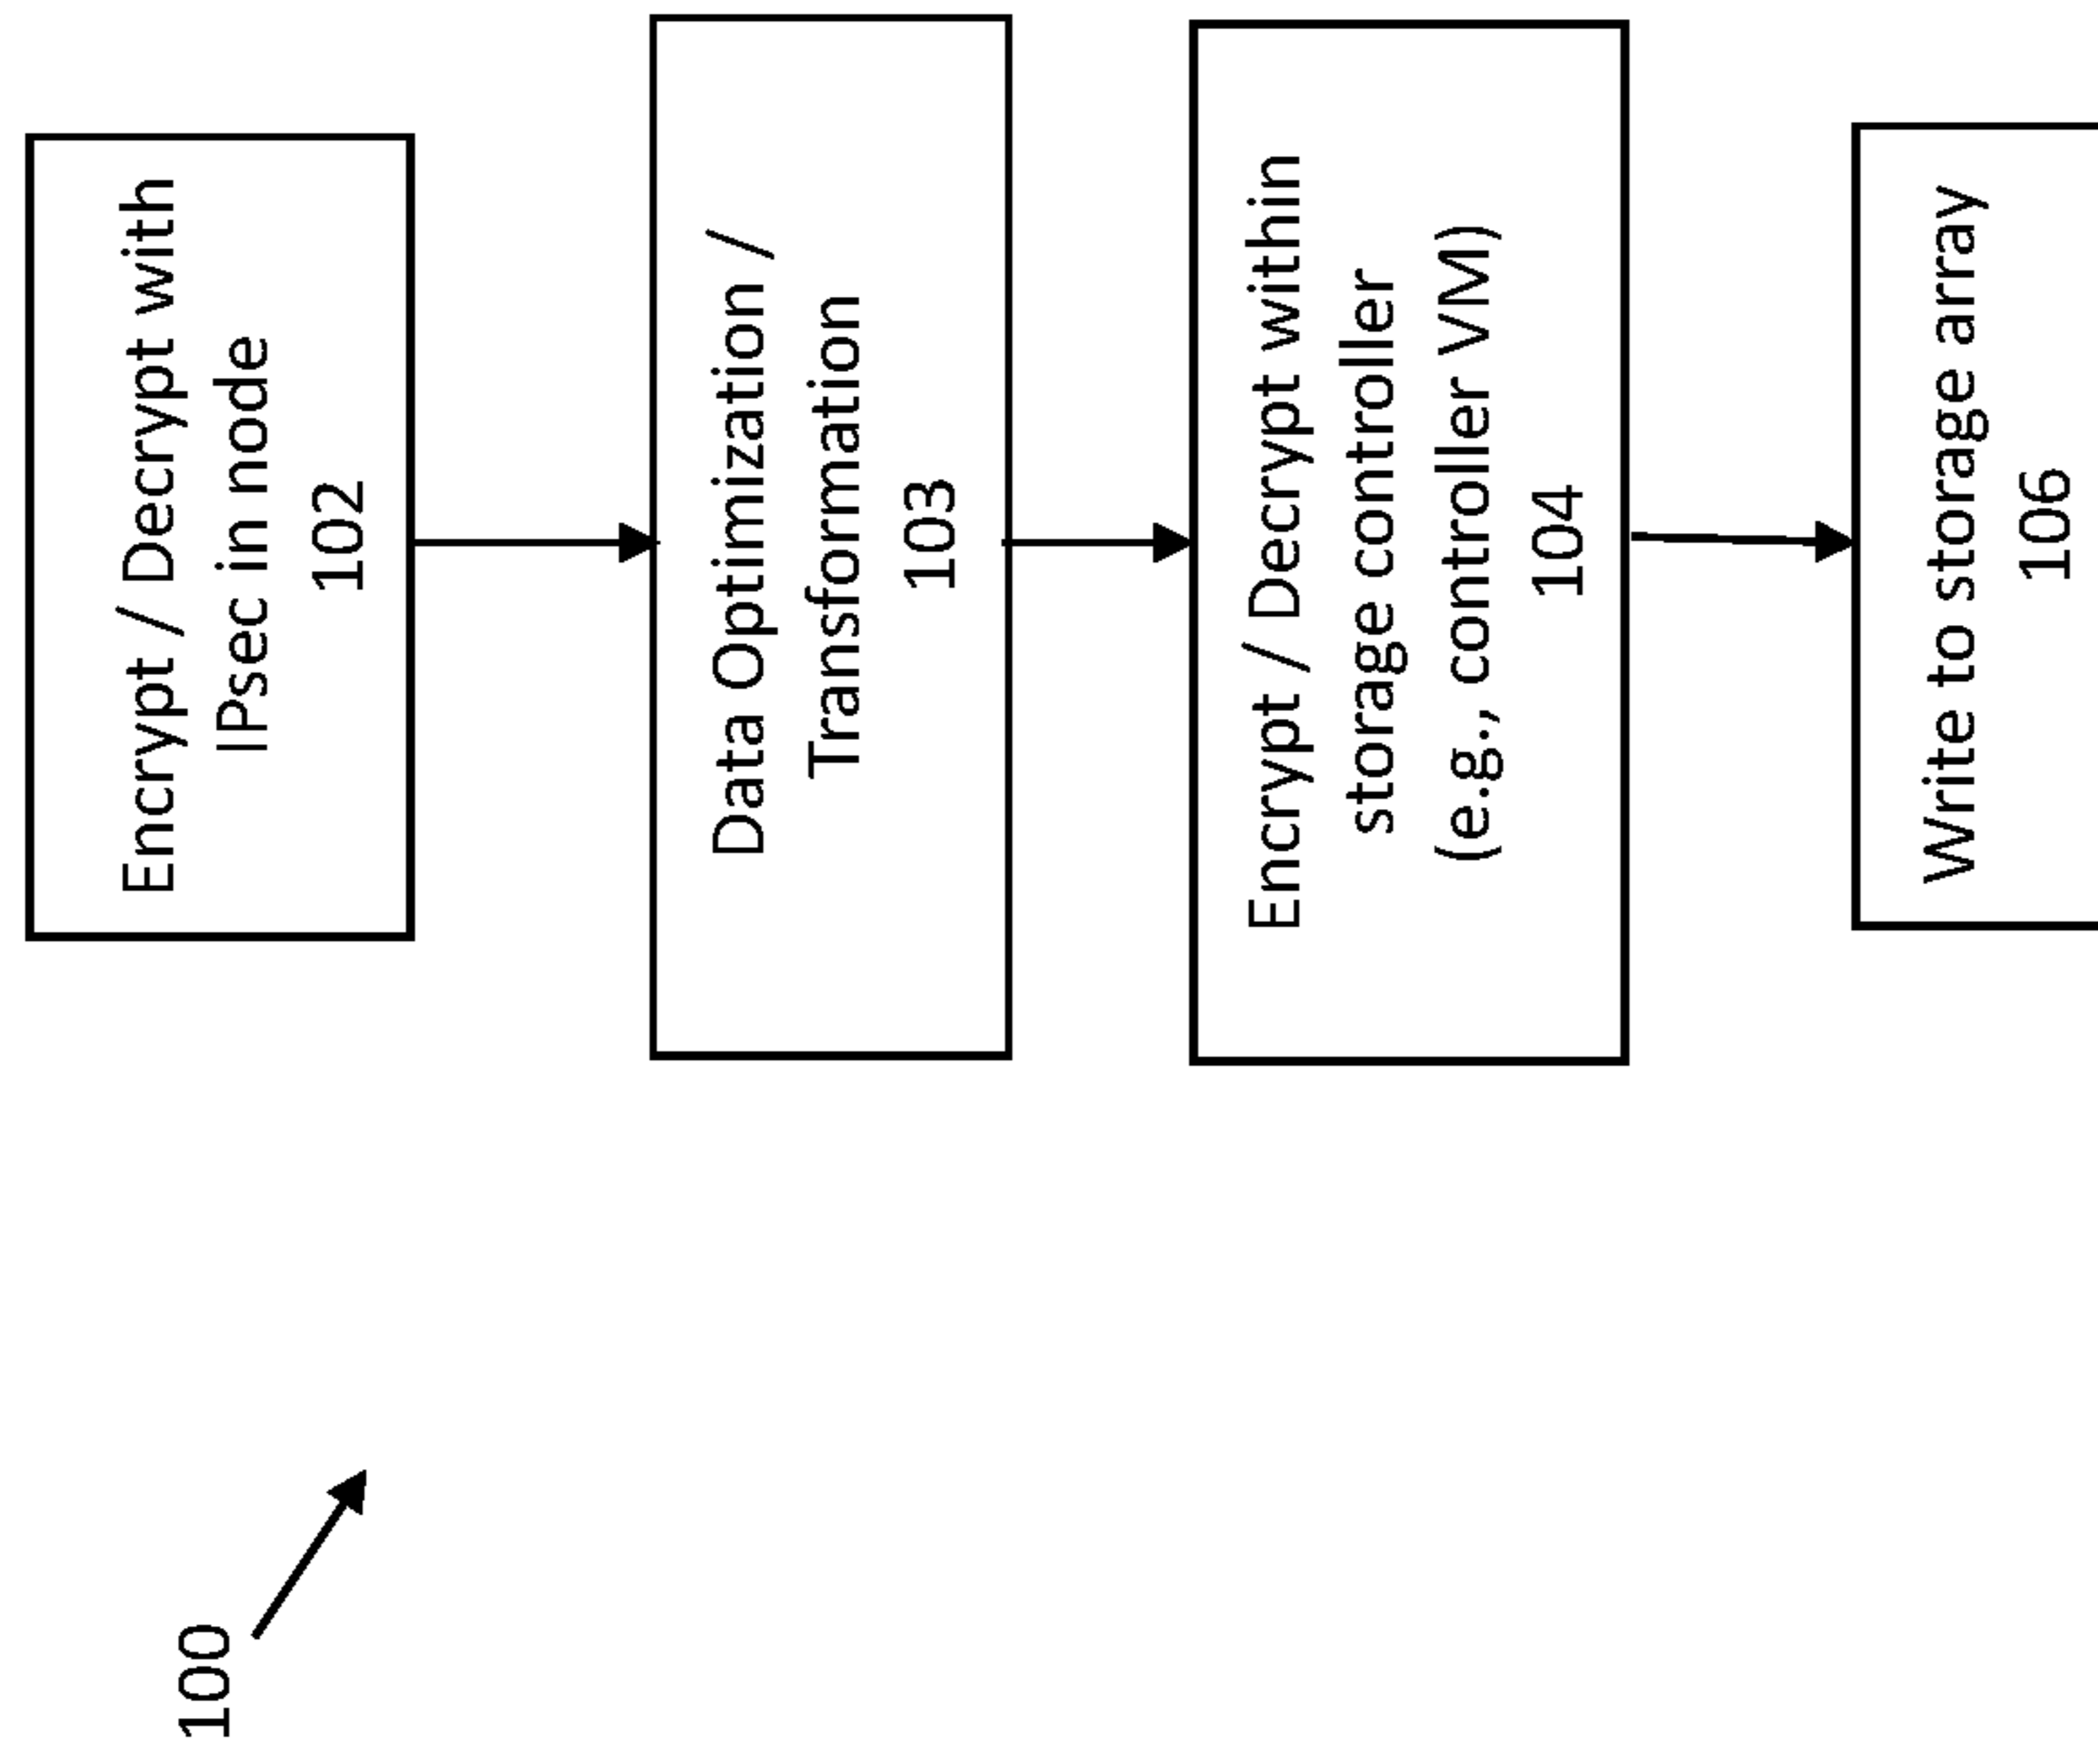 100
Encrypt / Decrypt with
IPsec in node
102
Data Optimization /
Transformation
103
Encrypt / Decrypt within
storage controller
(e.g., controller VM)
104
Write to storage array
106